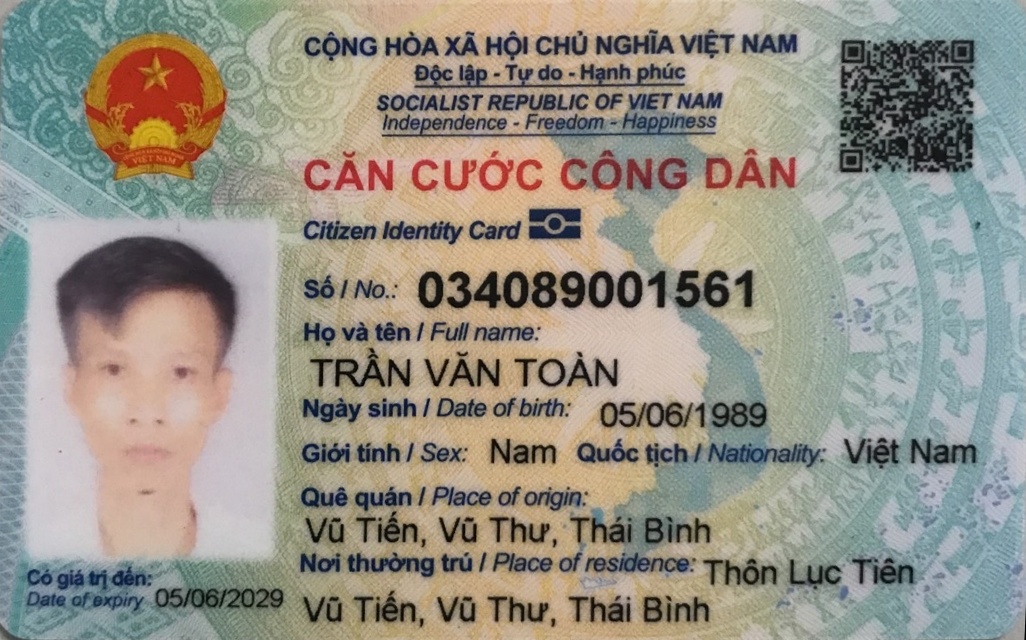 CỘNG HÒA XÃ HỘI CHỦ NGHĨA VIỆT NAM
Độc lập - Tự do - Hạnh phúc
SOCIALIST REPUBLIC OF VIET NAM
Independence - Freedom - Happiness
CĂN CƯỚC CÔNG DÂN
Citizen Identity Card
Số / No.: 034089001561
Họ và tên / Full name:
TRẦN VĂN TOÀN
Ngày sinh / Date of birth: 05/06/1989
Giới tính / Sex: Nam Quốc tịch / Nationality: Việt Nam
Quê quán / Place of origin:
Vũ Tiến, Vũ Thư, Thái Bình
Nơi thường trú / Place of residence: Thôn Lục Tiên
Vũ Tiến, Vũ Thư, Thái Bình
Có giá trị đến:
Date of expiry 05/06/2029
VIỆT NAM